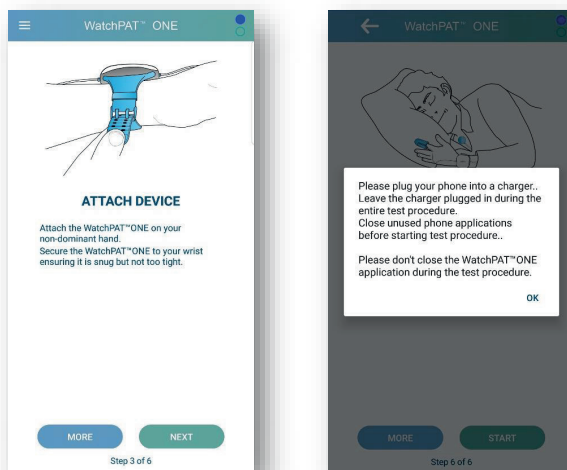 WatchPAT™ ONE
ATTACH DEVICE
Attach the WatchPAT™ONE on your
non-dominant hand.
Secure the WatchPAT™ONE to your wrist
ensuring it is snug but not too tight.
MORE
NEXT
Step 3 of 6
WatchPAT™ ONE
Please plug your phone into a charger..
Leave the charger plugged in during the
entire test procedure.
Close unused phone applications
before starting test procedure..
Please don't close the WatchPAT™ONE
application during the test procedure.
OK
MORE
START
Step 6 of 6